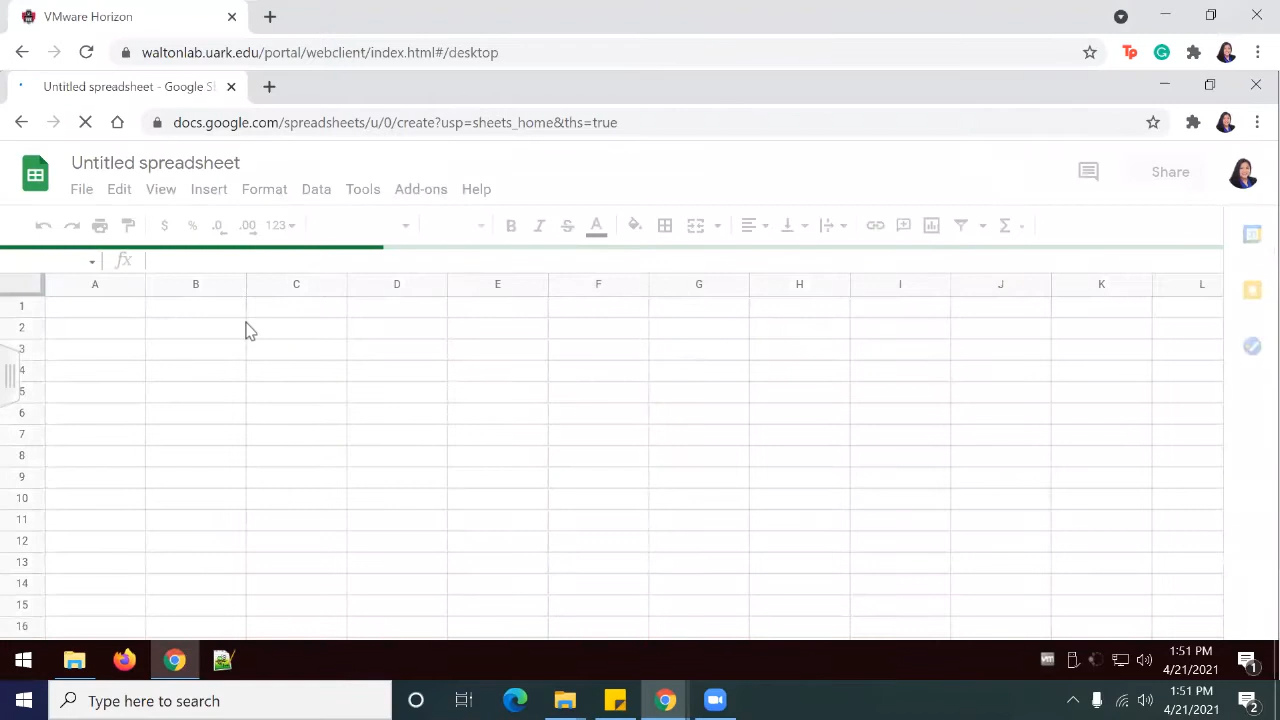 VMware Horizon
waltonlab.uark.edu/portal/webclient/index.html#/desktop
Untitled spreadsheet - Google S
docs.google.com/spreadsheets/u/0/create?usp=sheets_home&ths=true
Untitled spreadsheet
Share
File Edit View Insert Format Data Tools Add-ons Help
$ % .0 .00 123 B I S A Σ
fx
A B C D E F G H I J K L
1
2
3
4
5
6
7
8
9
10
11
12
13
14
15
16
vm 1:51 PM
4/21/2021
1
Type here to search
1:51 PM
4/21/2021
2